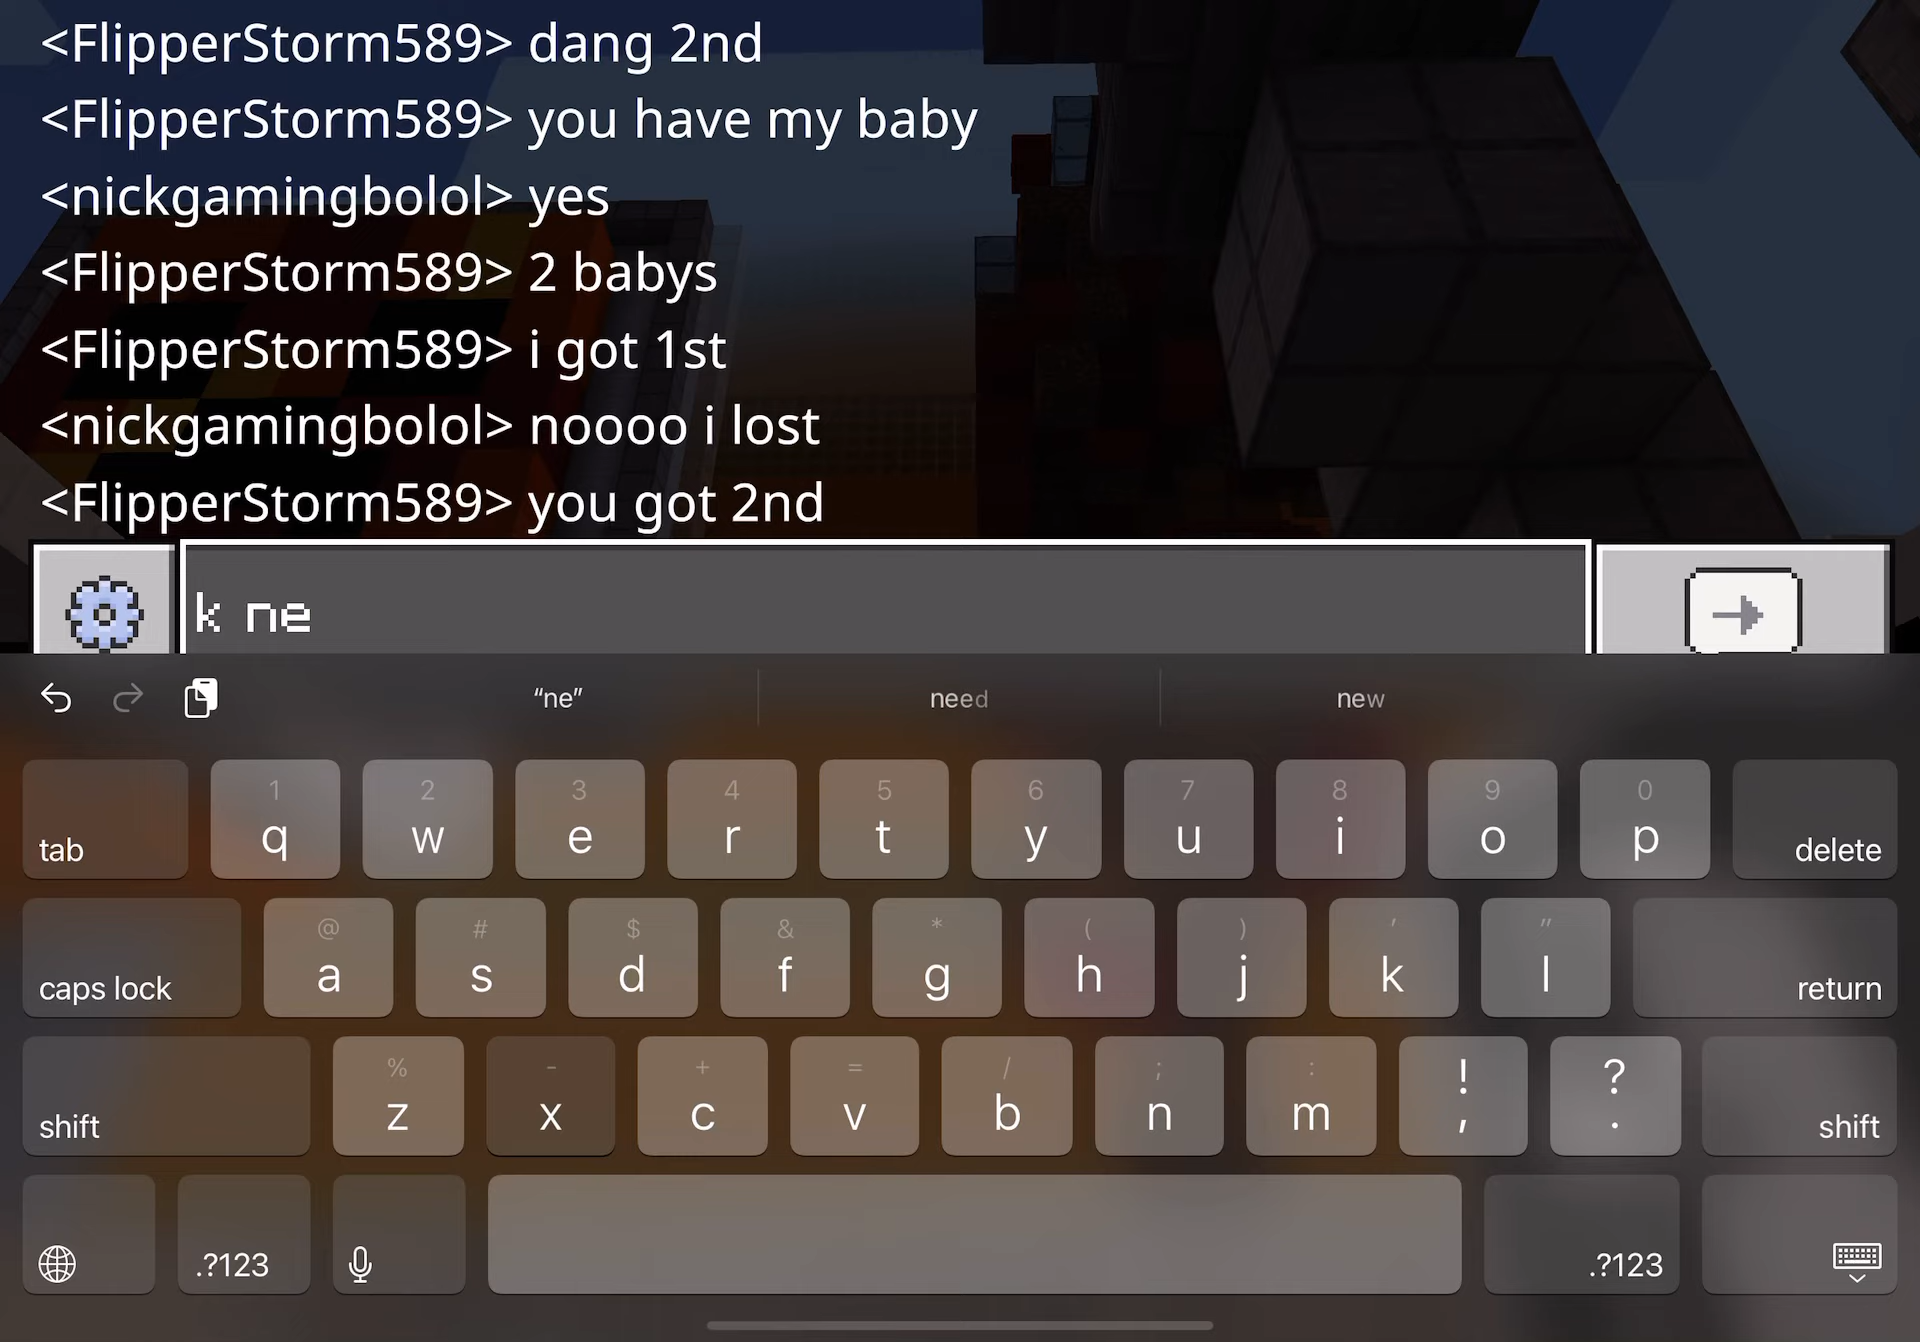 <FlipperStorm589> dang 2nd
<FlipperStorm589> you have my baby
<nickgamingbolol> yes
<FlipperStorm589> 2 babys
<FlipperStorm589> i got 1st
<nickgamingbolol> noooo i lost
<FlipperStorm589> you got 2nd
k ne
“ne” need new
tab 1 q 2 w 3 e 4 r 5 t 6 y 7 u 8 i 9 o 0 p delete
caps lock @ a # s $ d & f * g ( h ) j ' k " l return
shift % z - x + c = v / b ; n : m ! , ? . shift
.?123 .?123